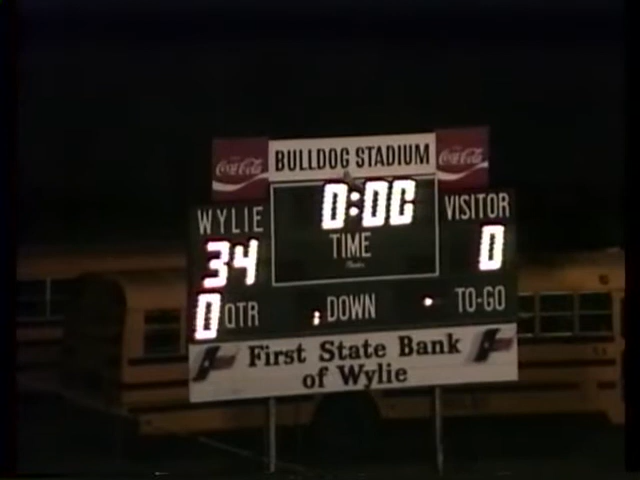 Coca-Cola BULLDOG STADIUM Coca-Cola
WYLIE 0:00 VISITOR
34 TIME 0
0 QTR DOWN TO-GO
First State Bank
of Wylie